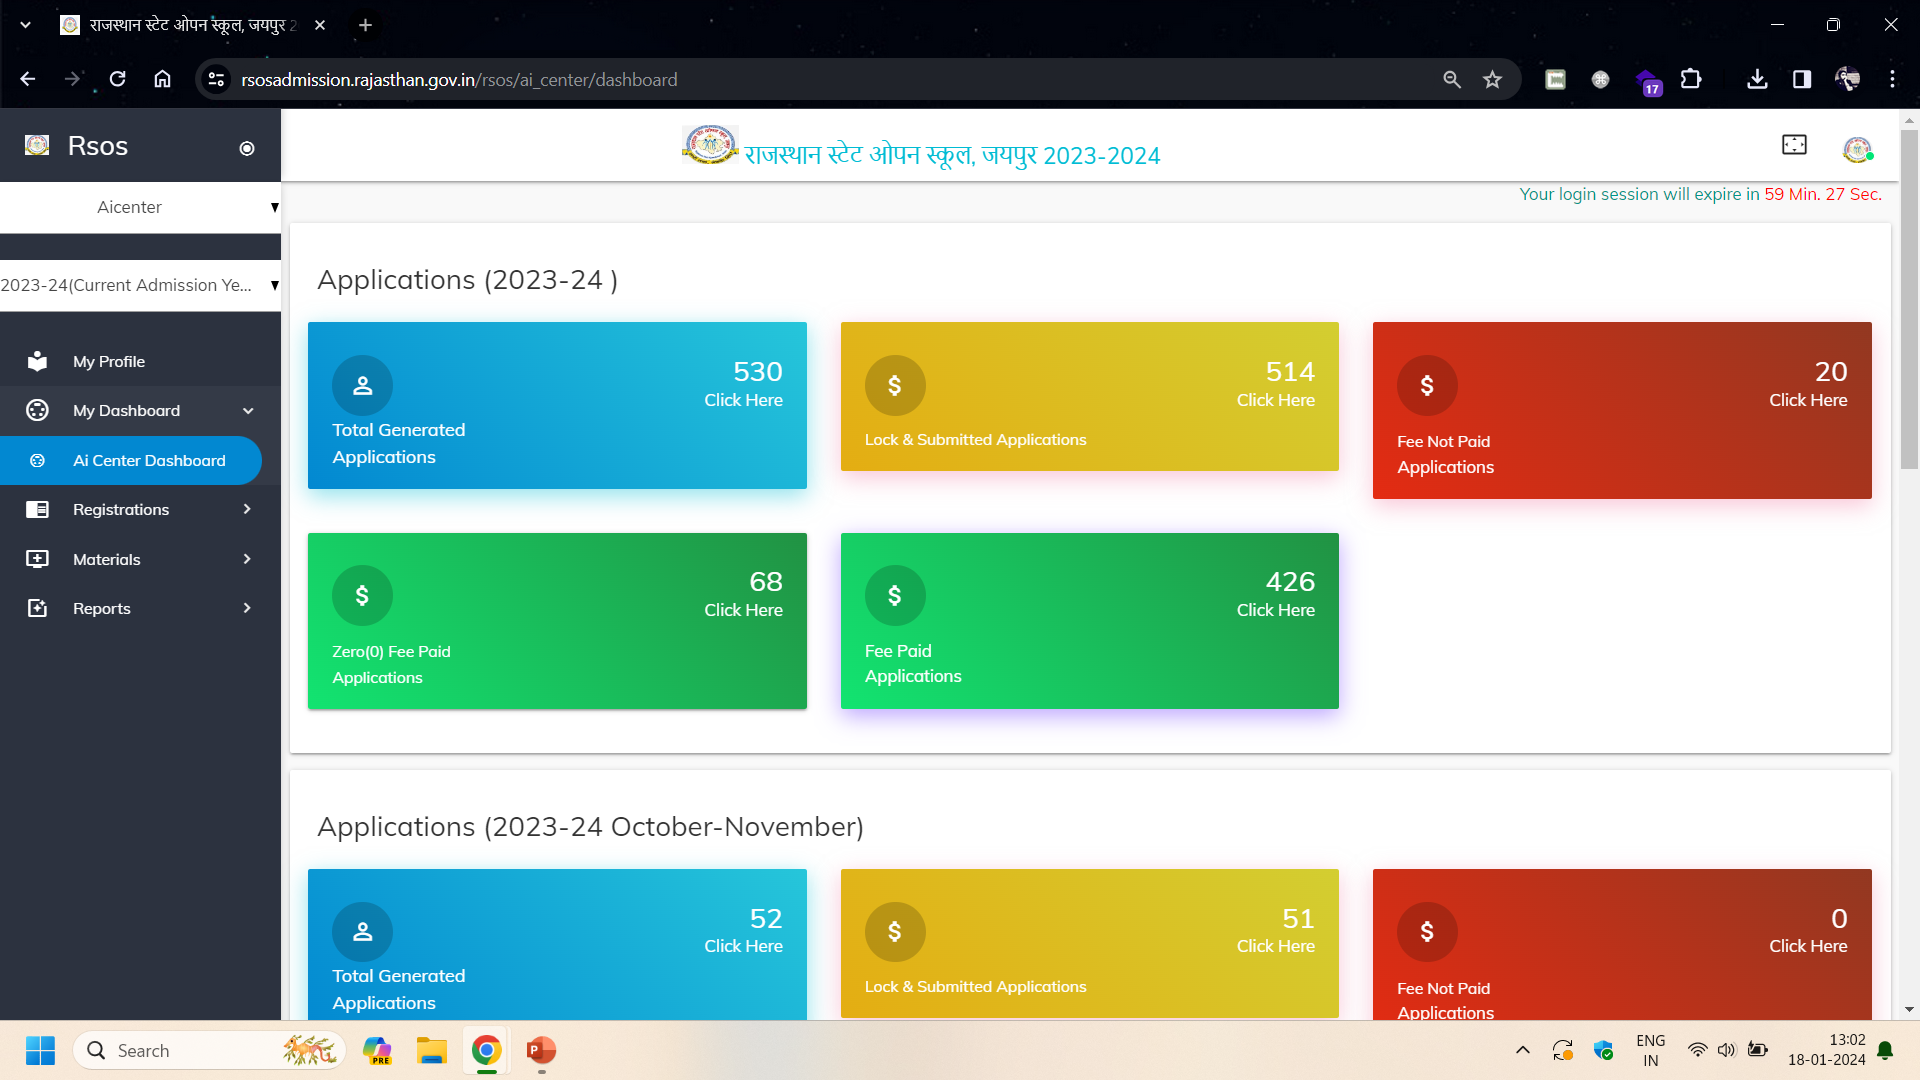 राजस्थान स्टेट ओपन स्कूल, जयपुर 2
rsosadmission.rajasthan.gov.in/rsos/ai_center/dashboard
17
Rsos
राजस्थान स्टेट ओपन स्कूल, जयपुर 2023-2024
Your login session will expire in 59 Min. 27 Sec.
Aicenter
2023-24(Current Admission Ye...
My Profile
My Dashboard
Ai Center Dashboard
Registrations
Materials
Reports
Applications (2023-24 )
530
Click Here
Total Generated
Applications
514
Click Here
Lock & Submitted Applications
20
Click Here
Fee Not Paid
Applications
68
Click Here
Zero(0) Fee Paid
Applications
426
Click Here
Fee Paid
Applications
Applications (2023-24 October-November)
52
Click Here
Total Generated
Applications
51
Click Here
Lock & Submitted Applications
0
Click Here
Fee Not Paid
Applications
Search
PRE
ENG
IN
13:02
18-01-2024